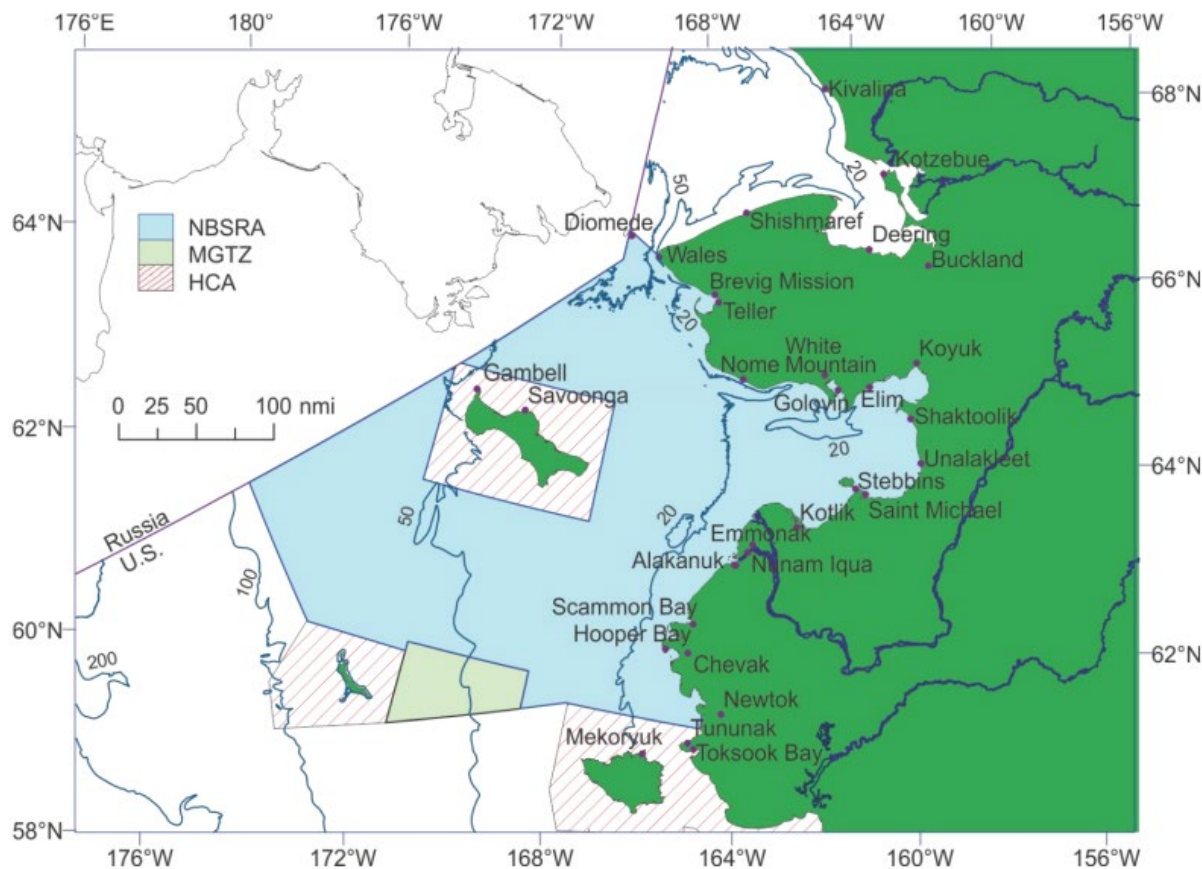 176°E 180° 176°W 172°W 168°W 164°W 160°W 156°W
68°N
Kivalina
20
Kotzebue
50
64°N
Diomede
Shishmaref
NBSRA
Wales
Deering
MGTZ
Buckland
66°N
HCA
Brevig Mission
Teller
20
White
Mountain
Koyuk
Nome
Gambell
Golovin
Elim
0 25 50 100 nmi
Savoonga
Shaktoolik
62°N
20
Unalakleet
64°N
Stebbins
50
20
Kotlik
Saint Michael
Russia
U.S.
Emmonak
Alakanuk
Nunam Iqua
100
Scammon Bay
60°N
Hooper Bay
62°N
200
Chevak
Newtok
Mekoryuk
Tununak
Toksook Bay
58°N
176°W 172°W 168°W 164°W 160°W 156°W